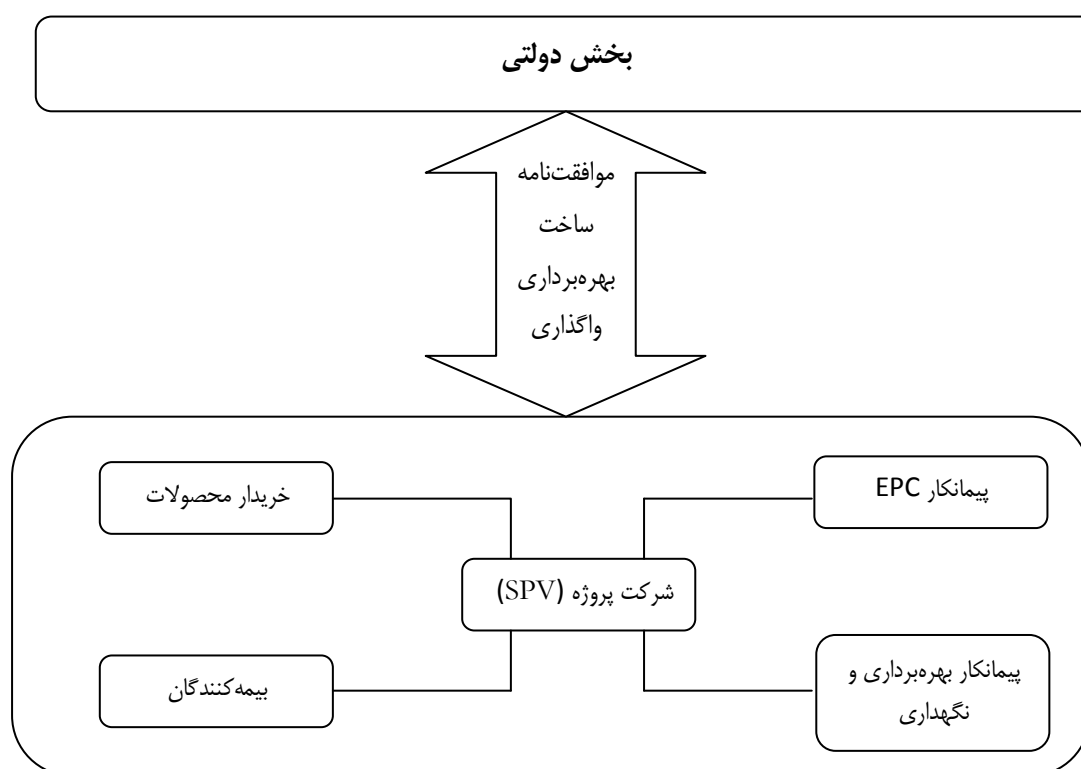 بخش دولتی
موافقت‌نامه
ساخت
بهره‌برداری
واگذاری
پیمانکار EPC
خریدار محصولات
شرکت پروژه (SPV)
پیمانکار بهره‌برداری و
نگهداری
بیمه‌کنندگان